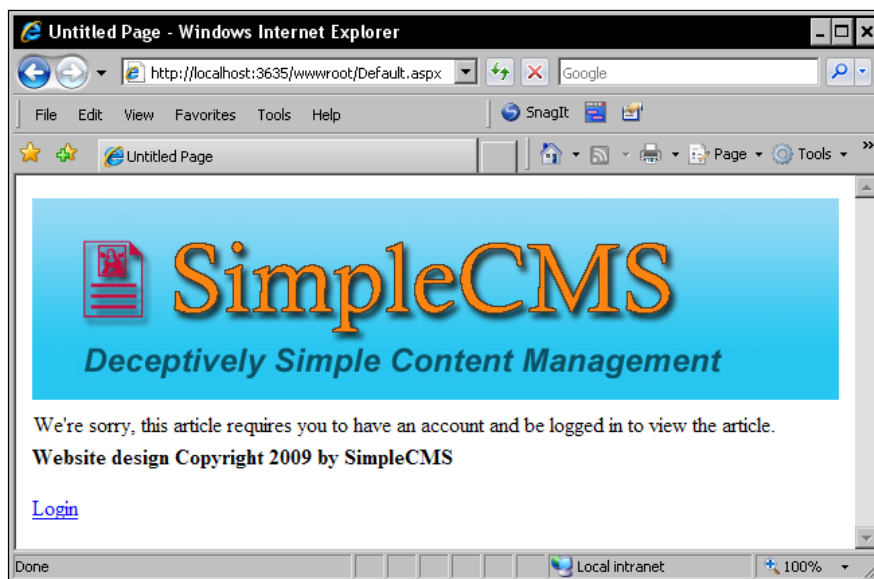 Untitled Page - Windows Internet Explorer
http://localhost:3635/wwwroot/Default.aspx
Google
File Edit View Favorites Tools Help
SnagIt
Untitled Page
Page
Tools
»
SimpleCMS
Deceptively Simple Content Management
We're sorry, this article requires you to have an account and be logged in to view the article.
Website design Copyright 2009 by SimpleCMS
Login
Done
Local intranet
100%